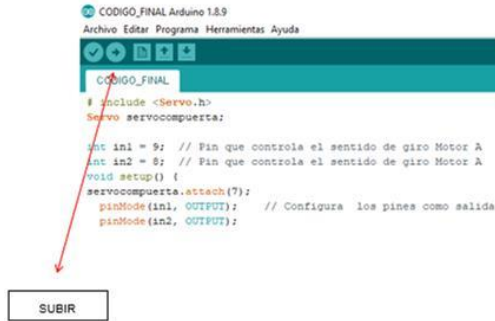 CODIGO_FINAL Arduino 1.8.9
Archivo Editar Programa Herramientas Ayuda
CODIGO_FINAL
# include <Servo.h>
Servo servocompuerta;
int in1 = 9; // Pin que controla el sentido de giro Motor A
int in2 = 8; // Pin que controla el sentido de giro Motor A
void setup() {
servocompuerta.attach(7);
pinMode(in1, OUTPUT); // Configura los pines como salida
pinMode(in2, OUTPUT);
SUBIR